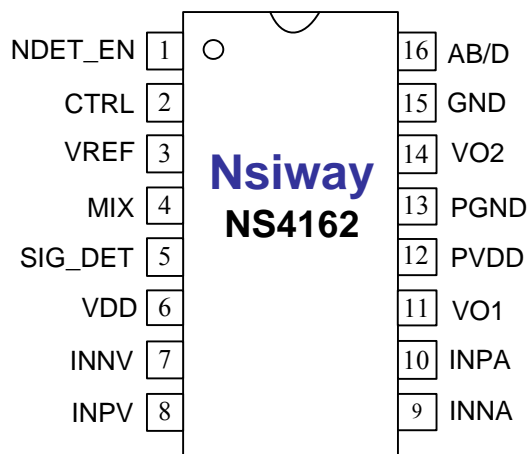 NDET_EN 1 16 AB/D
CTRL 2 15 GND
VREF 3 14 VO2
Nsiway
MIX 4 13 PGND
NS4162
SIG_DET 5 12 PVDD
VDD 6 11 VO1
INNV 7 10 INPA
INPV 8 9 INNA